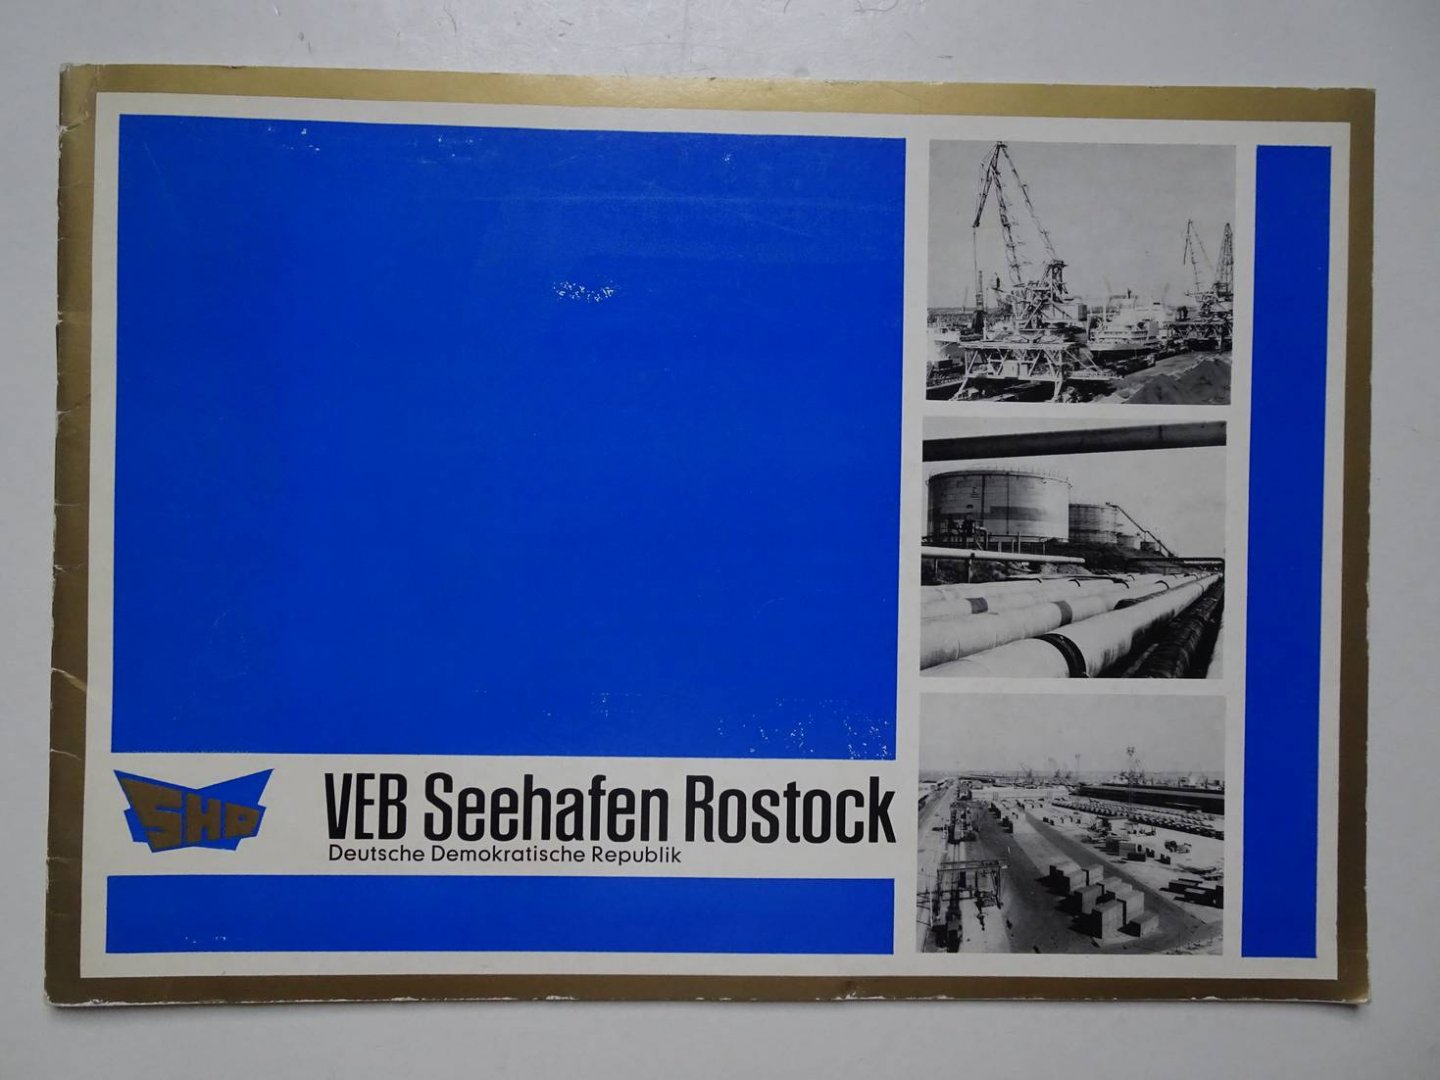 SHR
VEB Seehafen Rostock
Deutsche Demokratische Republik